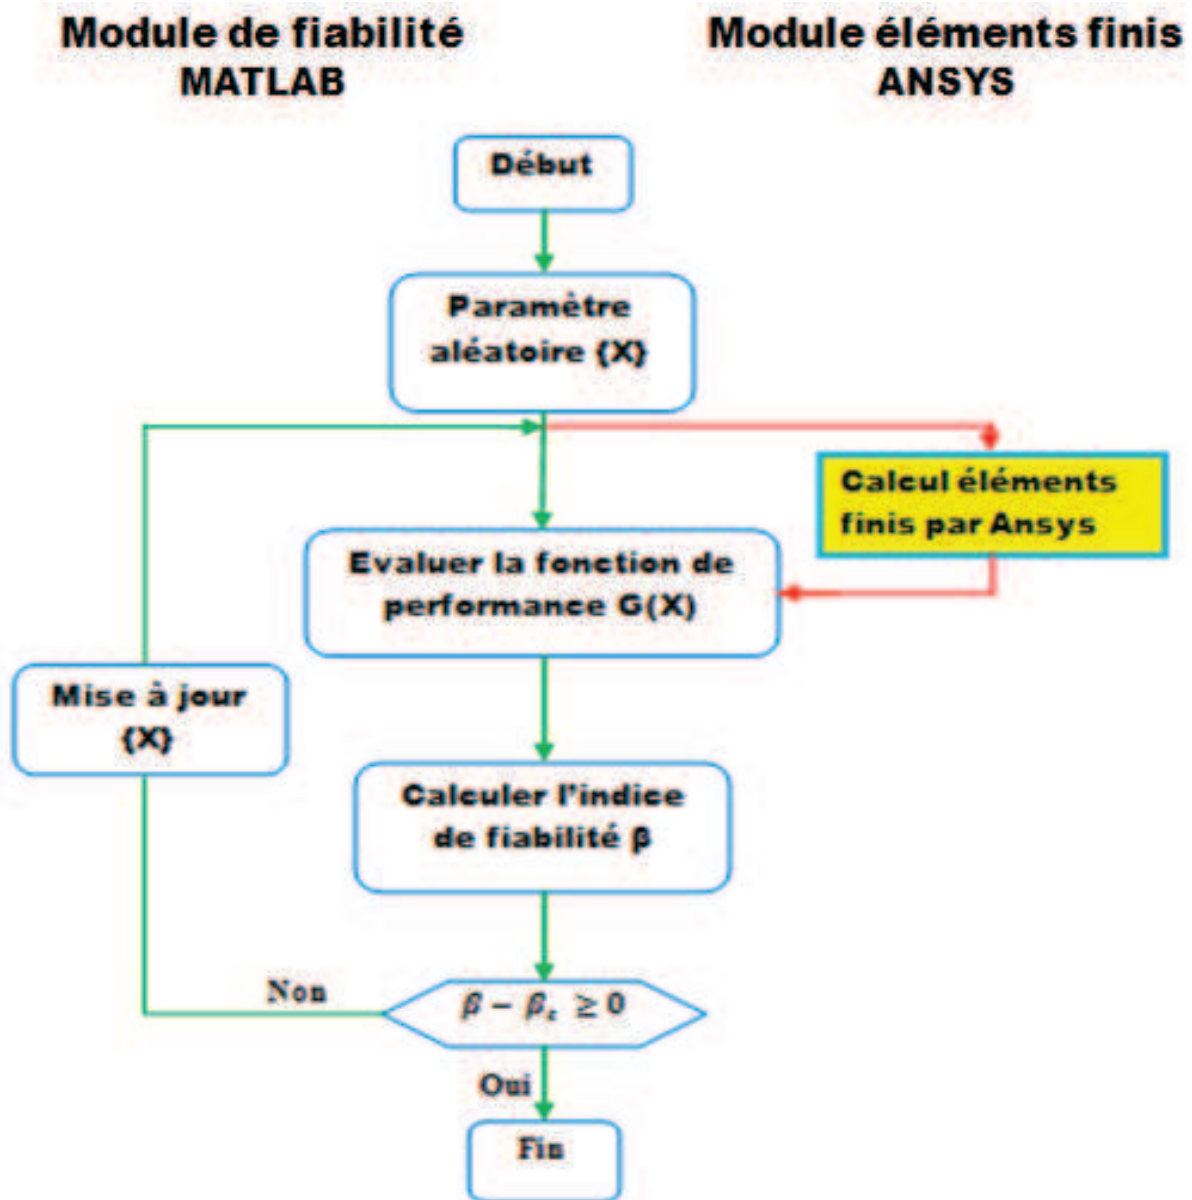 Module de fiabilité
MATLAB
Module éléments finis
ANSYS
Début
Paramètre
aléatoire {X}
Calcul éléments
finis par Ansys
Evaluer la fonction de
performance G(X)
Mise à jour
{X}
Calculer l'indice
de fiabilité β
Non
β − β ≥ 0
Oui
Fin